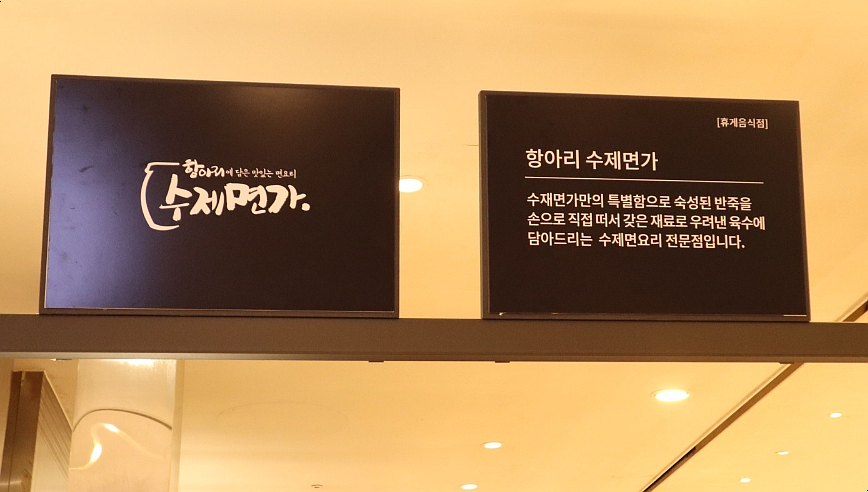 항아리에 담은 맛있는 면요리
수제면가.
[휴게음식점]
항아리 수제면가
수재면가만의 특별함으로 숙성된 반죽을
손으로 직접 떠서 갖은 재료로 우려낸 육수에
담아드리는 수제면요리 전문점입니다.